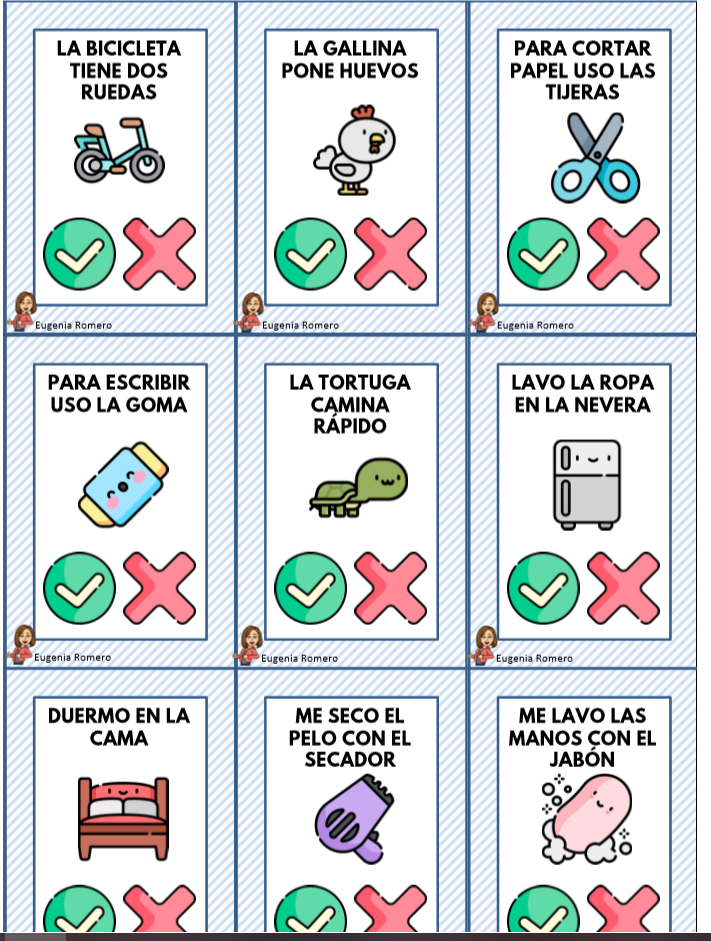 LA BICICLETA
TIENE DOS
RUEDAS
Eugenia Romero
LA GALLINA
PONE HUEVOS
Eugenia Romero
PARA CORTAR
PAPEL USO LAS
TIJERAS
Eugenia Romero
PARA ESCRIBIR
USO LA GOMA
Eugenia Romero
LA TORTUGA
CAMINA
RÁPIDO
Eugenia Romero
LAVO LA ROPA
EN LA NEVERA
Eugenia Romero
DUERMO EN LA
CAMA
ME SECO EL
PELO CON EL
SECADOR
ME LAVO LAS
MANOS CON EL
JABÓN